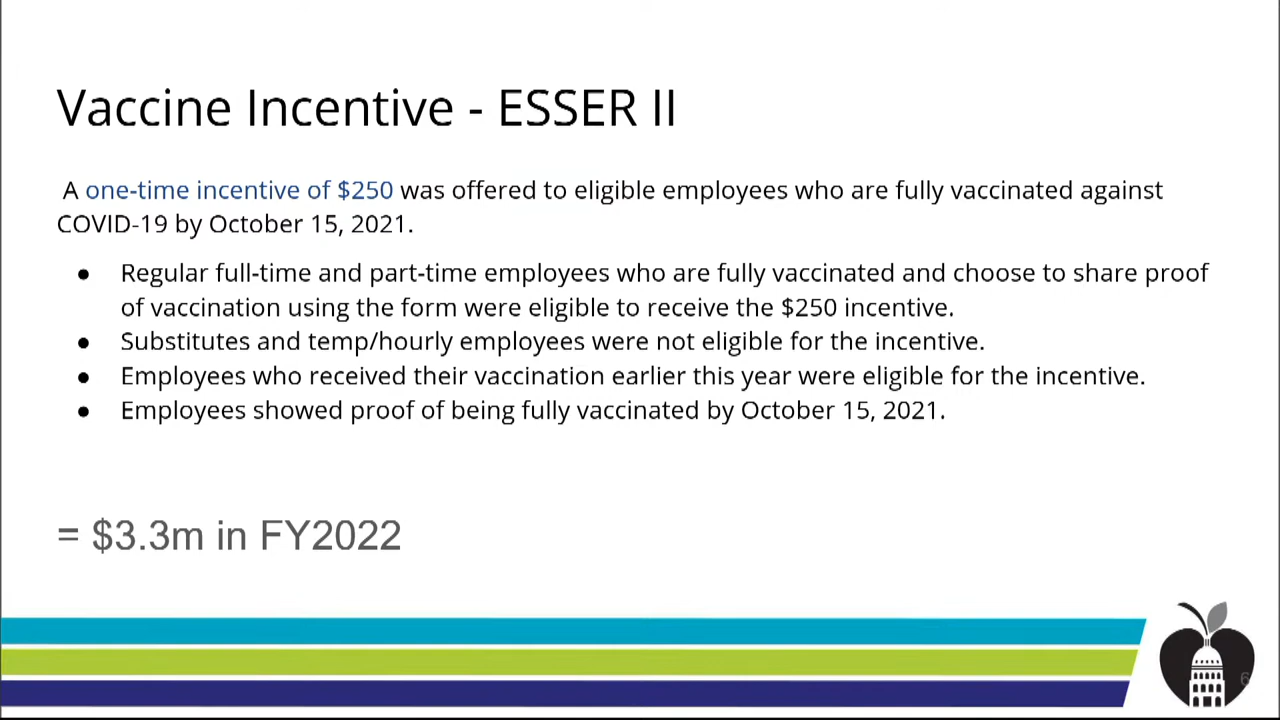 Vaccine Incentive - ESSER II
A one-time incentive of $250 was offered to eligible employees who are fully vaccinated against
COVID-19 by October 15, 2021.
● Regular full-time and part-time employees who are fully vaccinated and choose to share proof
of vaccination using the form were eligible to receive the $250 incentive.
● Substitutes and temp/hourly employees were not eligible for the incentive.
● Employees who received their vaccination earlier this year were eligible for the incentive.
● Employees showed proof of being fully vaccinated by October 15, 2021.
= $3.3m in FY2022
6